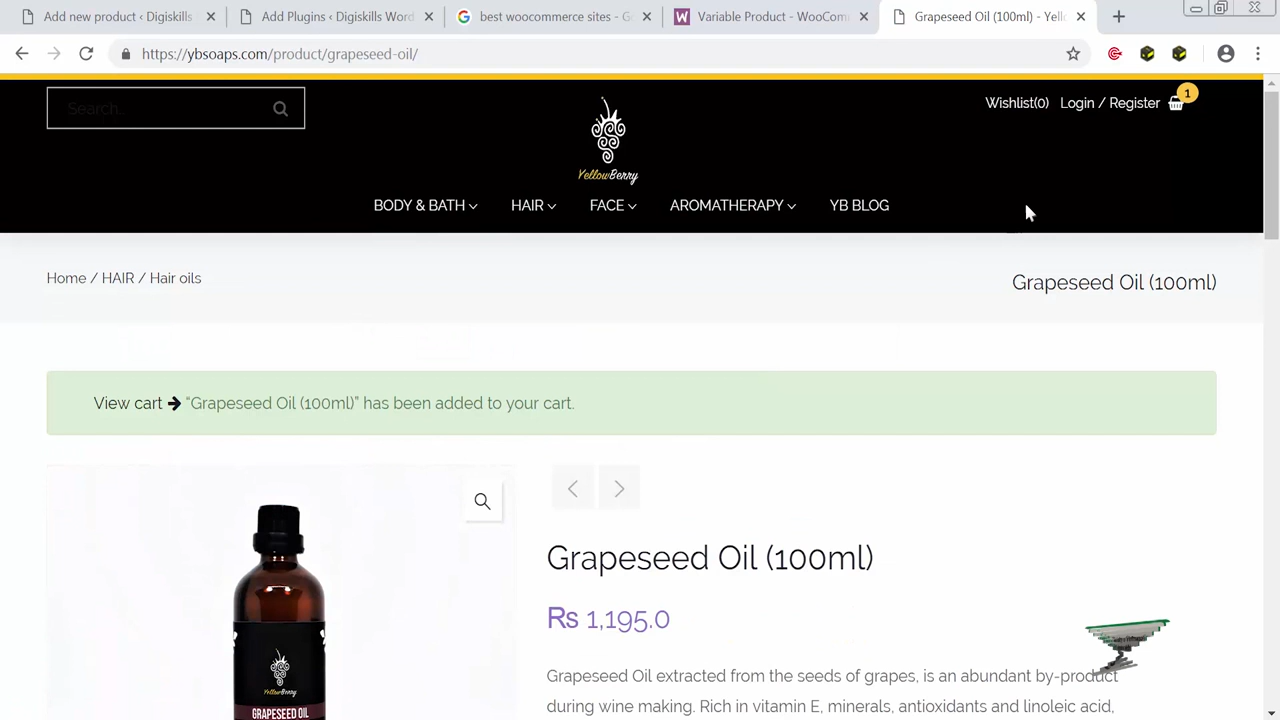 Add new product ‹ Digiskills
Add Plugins ‹ Digiskills Word
best woocommerce sites - Go
Variable Product - WooCom
Grapeseed Oil (100ml) - Yello
https://ybsoaps.com/product/grapeseed-oil/
Search..
Wishlist(0) Login / Register 1
YellowBerry
BODY & BATH HAIR FACE AROMATHERAPY YB BLOG
Home / HAIR / Hair oils
Grapeseed Oil (100ml)
View cart “Grapeseed Oil (100ml)” has been added to your cart.
Grapeseed Oil (100ml)
₨ 1,195.0
YellowBerry
GRAPESEED OIL
Grapeseed Oil extracted from the seeds of grapes, is an abundant by-product
during wine making. Rich in vitamin E, minerals, antioxidants and linoleic acid,